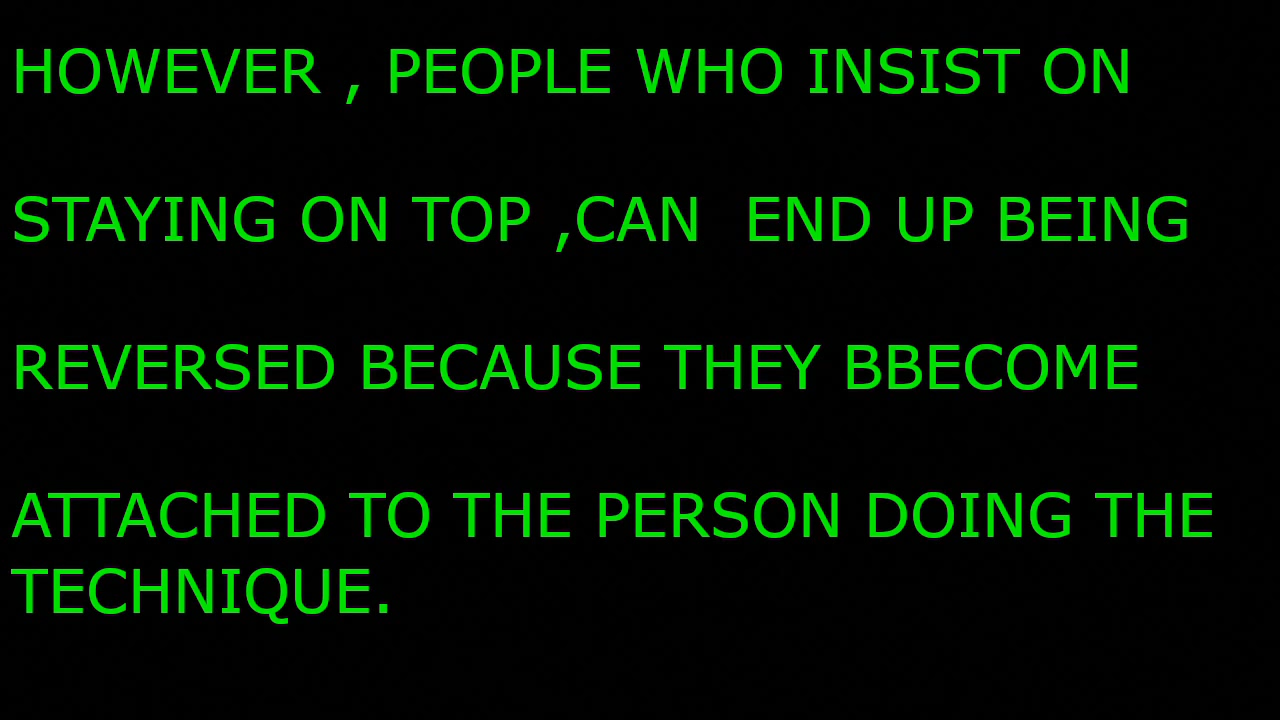 HOWEVER , PEOPLE WHO INSIST ON
STAYING ON TOP ,CAN  END UP BEING
REVERSED BECAUSE THEY BBECOME
ATTACHED TO THE PERSON DOING THE
TECHNIQUE.